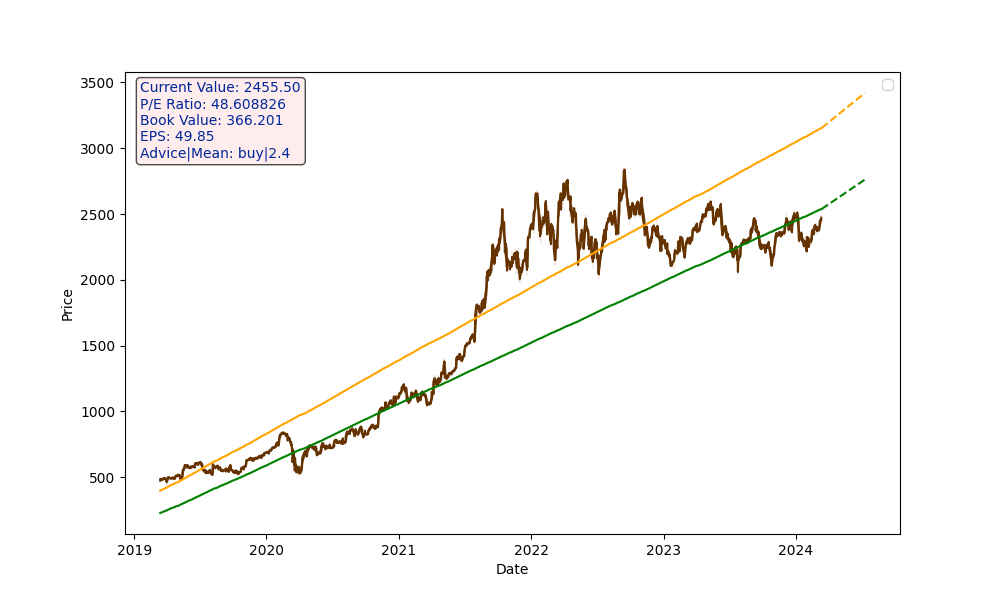 Current Value: 2455.50
P/E Ratio: 48.608826
Book Value: 366.201
EPS: 49.85
Advice|Mean: buy|2.4
3500
3000
2500
2000
1500
1000
500
Price
2019 2020 2021 2022 2023 2024
Date